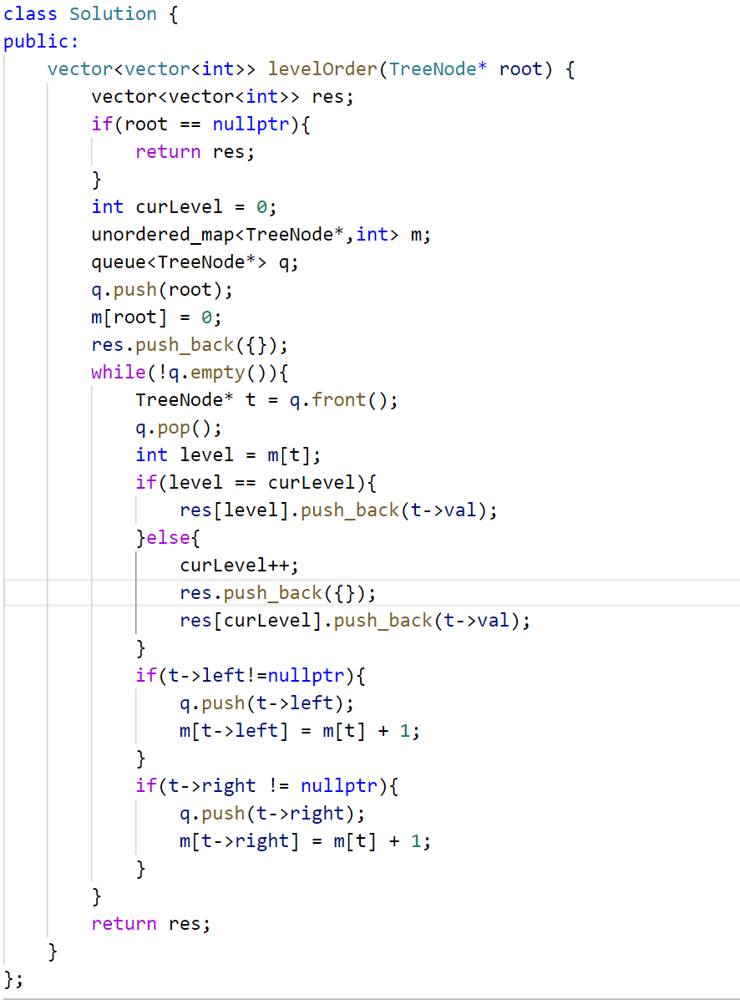 class Solution {
public:
    vector<vector<int>> levelOrder(TreeNode* root) {
        vector<vector<int>> res;
        if(root == nullptr){
            return res;
        }
        int curLevel = 0;
        unordered_map<TreeNode*,int> m;
        queue<TreeNode*> q;
        q.push(root);
        m[root] = 0;
        res.push_back({});
        while(!q.empty()){
            TreeNode* t = q.front();
            q.pop();
            int level = m[t];
            if(level == curLevel){
                res[level].push_back(t->val);
            }else{
                curLevel++;
                res.push_back({});
                res[curLevel].push_back(t->val);
            }
            if(t->left!=nullptr){
                q.push(t->left);
                m[t->left] = m[t] + 1;
            }
            if(t->right != nullptr){
                q.push(t->right);
                m[t->right] = m[t] + 1;
            }
        }
        return res;
    }
};